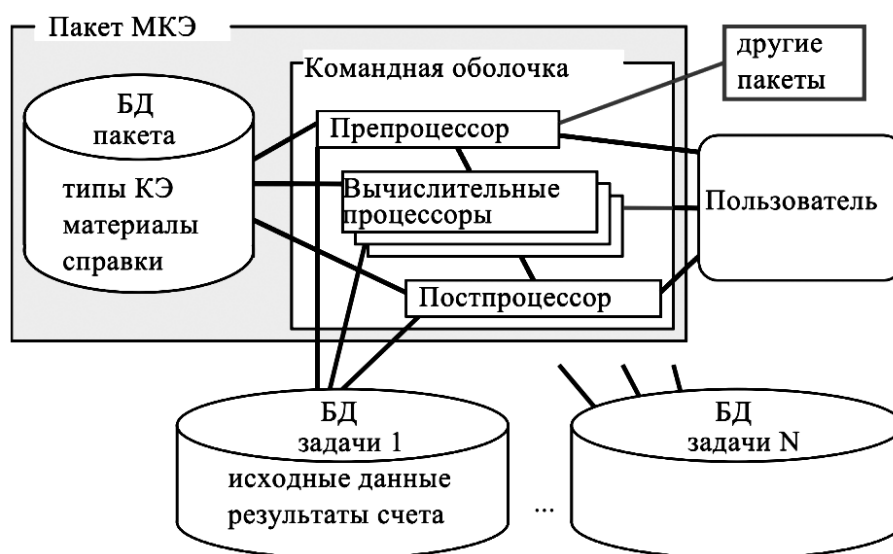 Пакет МКЭ
Командная оболочка
другие
пакеты
БД
пакета
типы КЭ
материалы
справки
Препроцессор
Вычислительные
процессоры
Постпроцессор
Пользователь
БД
задачи 1
исходные данные
результаты счета
...
БД
задачи N